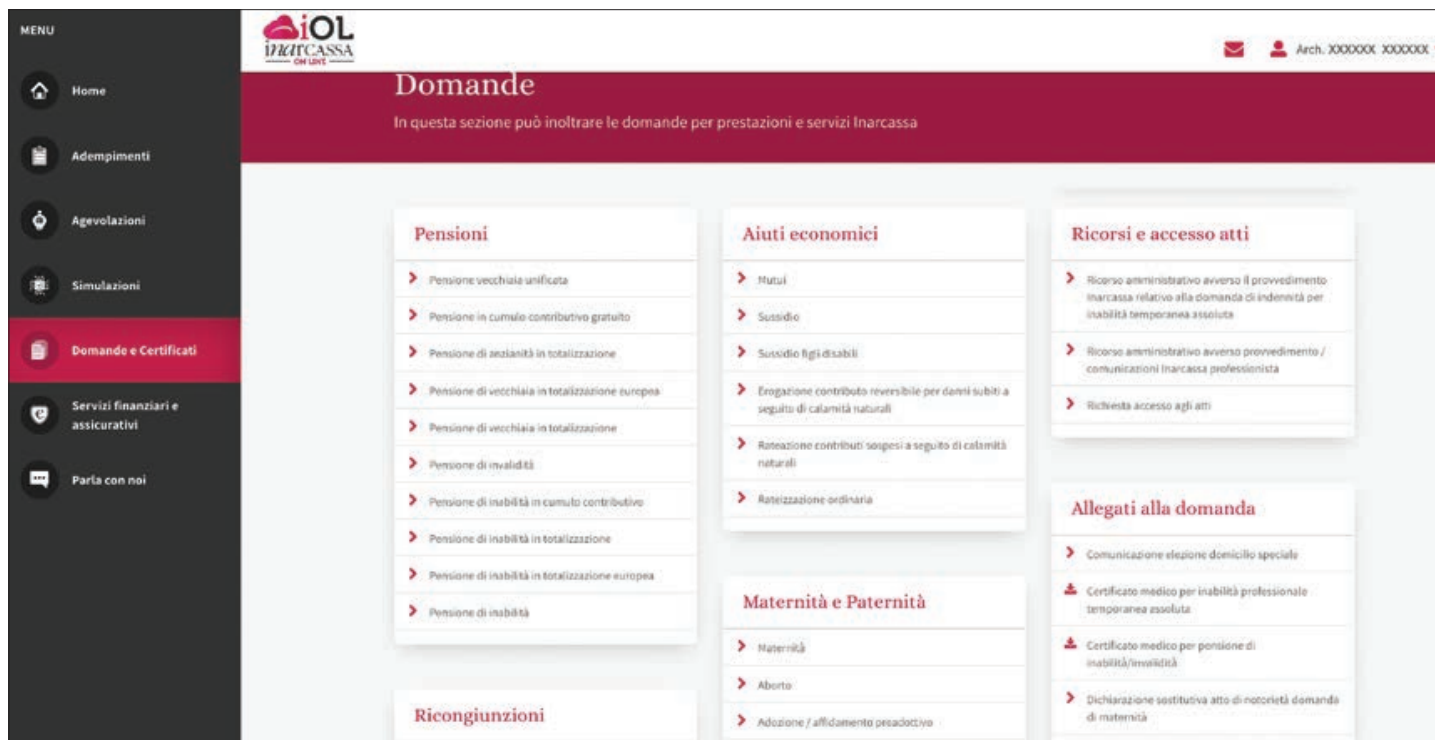 MENU
Home
Adempimenti
Agevolazioni
Simulazioni
Domande e Certificati
Servizi finanziari e
assicurativi
Parla con noi
iOL
inarCASSA
ON LINE
Arch. XXXXXX XXXXXX
Domande
In questa sezione può inoltrare le domande per prestazioni e servizi Inarcassa
Pensioni
Pensione vecchiaia unificata
Pensione in cumulo contributivo gratuito
Pensione di anzianità in totalizzazione
Pensione di vecchiaia in totalizzazione europea
Pensione di vecchiaia in totalizzazione
Pensione di invalidità
Pensione di inabilità in cumulo contributivo
Pensione di inabilità in totalizzazione
Pensione di inabilità in totalizzazione europea
Pensione di inabilità
Ricongiunzioni
Aiuti economici
Mutui
Sussidio
Sussidio figli disabili
Erogazione contributo reversibile per danni subiti a
seguito di calamità naturali
Rateazione contributi sospesi a seguito di calamità
naturali
Rateizzazione ordinaria
Maternità e Paternità
Maternità
Aborto
Adozione / affidamento preadottivo
Ricorsi e accesso atti
Ricorso amministrativo avverso il provvedimento
Inarcassa relativo alla domanda di indennità per
inabilità temporanea assoluta
Ricorso amministrativo avverso provvedimento /
comunicazioni Inarcassa professionista
Richiesta accesso agli atti
Allegati alla domanda
Comunicazione elezione domicilio speciale
Certificato medico per inabilità professionale
temporanea assoluta
Certificato medico per pensione di
inabilità/invalidità
Dichiarazione sostitutiva atto di notorietà domanda
di maternità